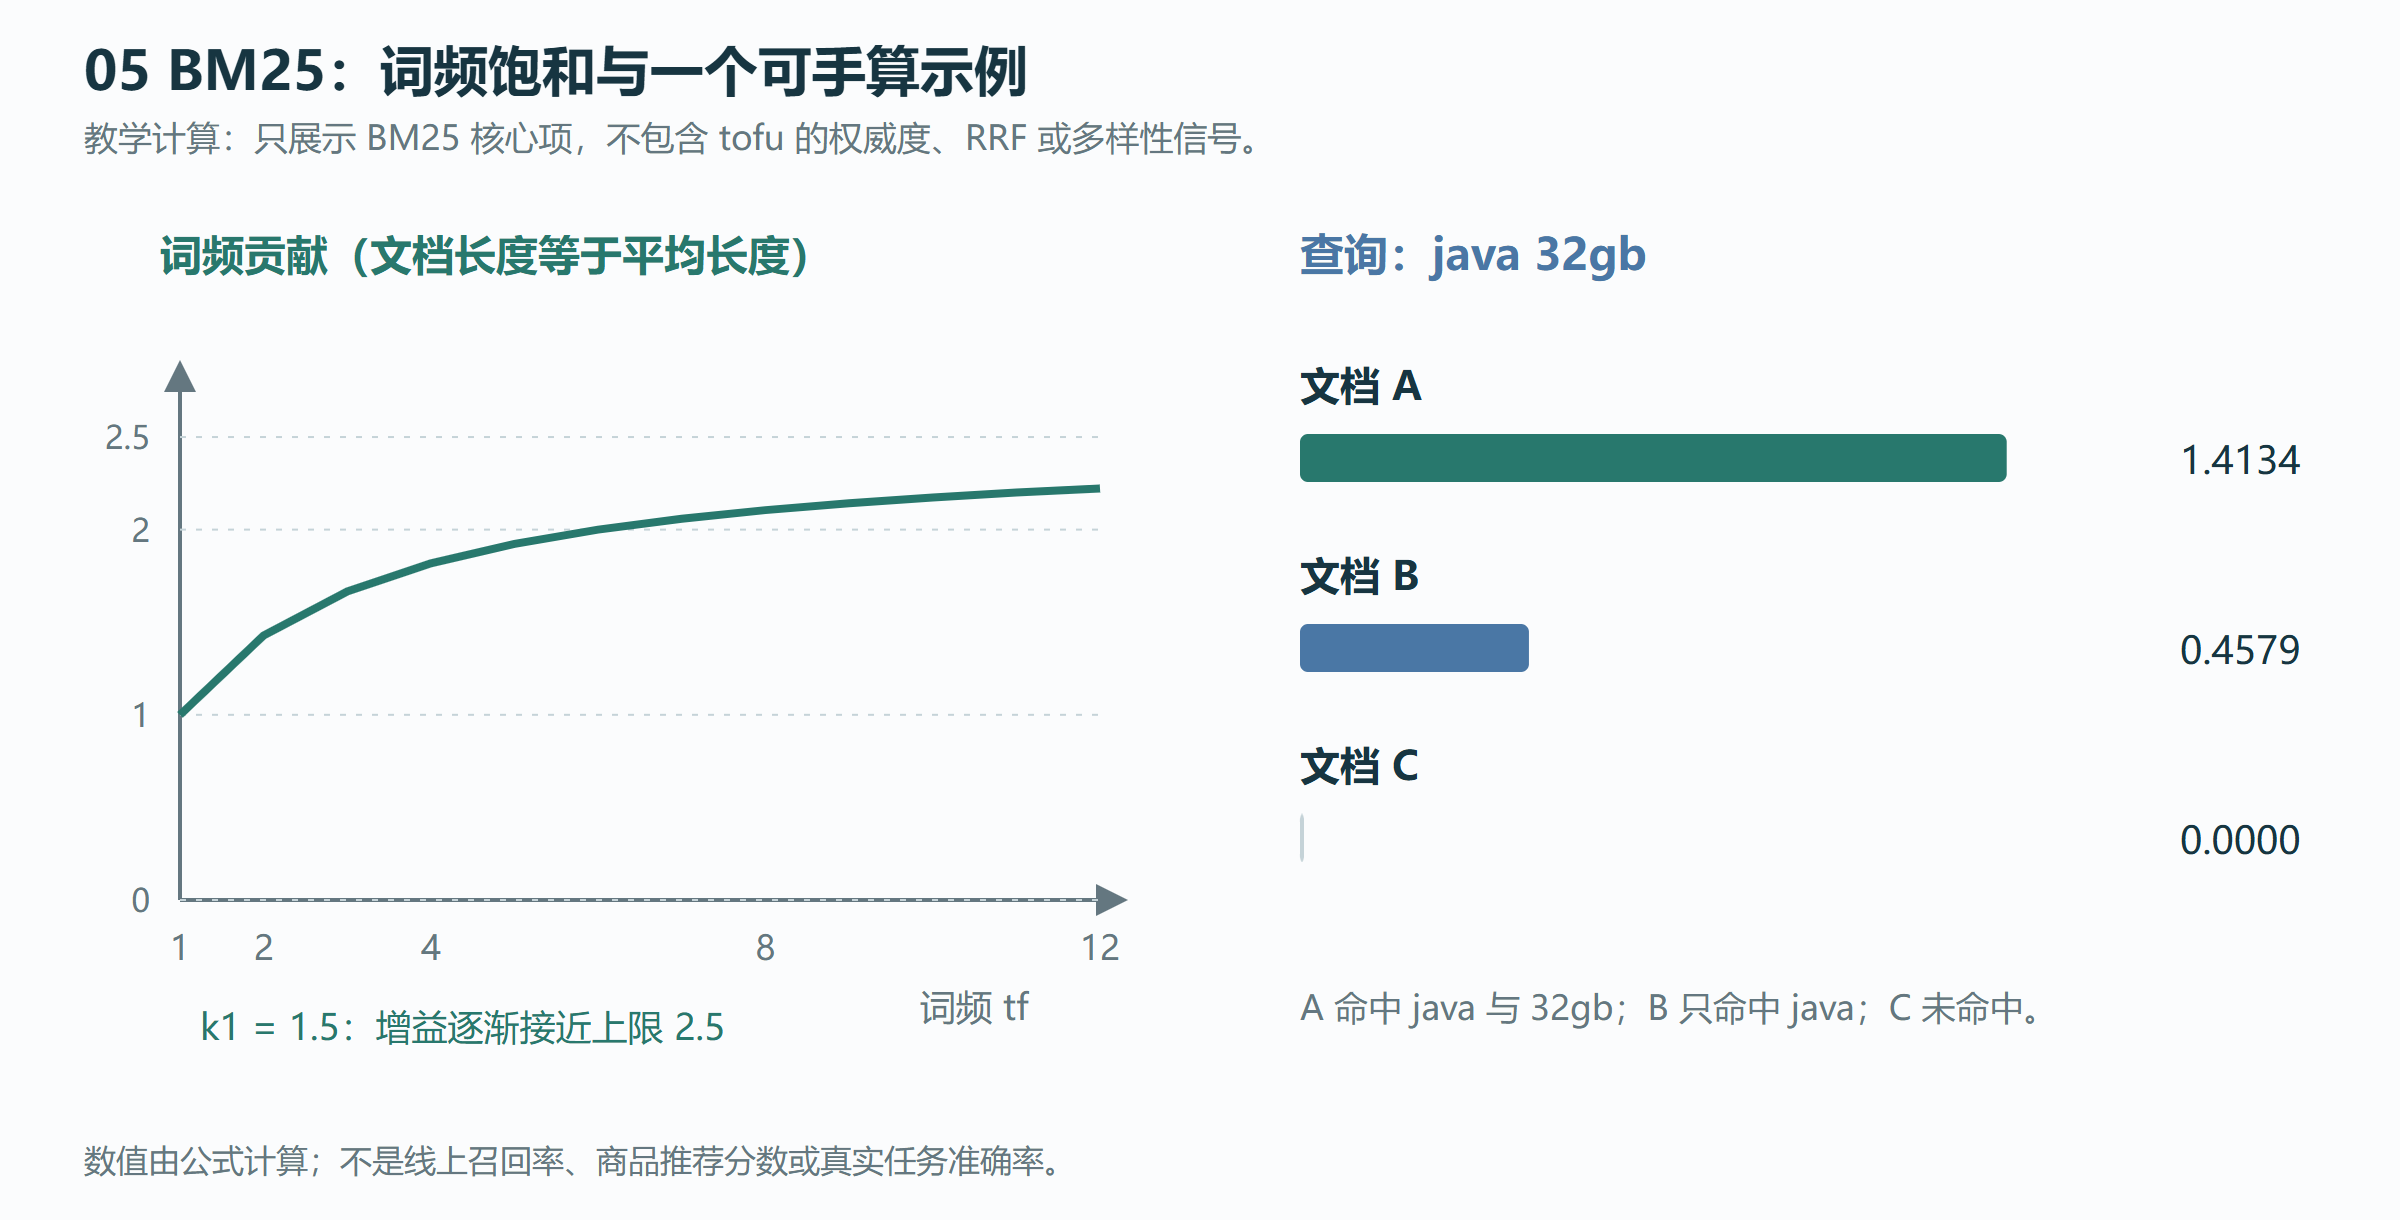 05 BM25：词频饱和与一个可手算示例
教学计算：只展示 BM25 核心项，不包含 tofu 的权威度、RRF 或多样性信号。
词频贡献（文档长度等于平均长度）
2.5
2
1
0
1 2 4 8 12
词频 tf
k1 = 1.5：增益逐渐接近上限 2.5
查询：java 32gb
文档 A
1.4134
文档 B
0.4579
文档 C
0.0000
A 命中 java 与 32gb；B 只命中 java；C 未命中。
数值由公式计算；不是线上召回率、商品推荐分数或真实任务准确率。